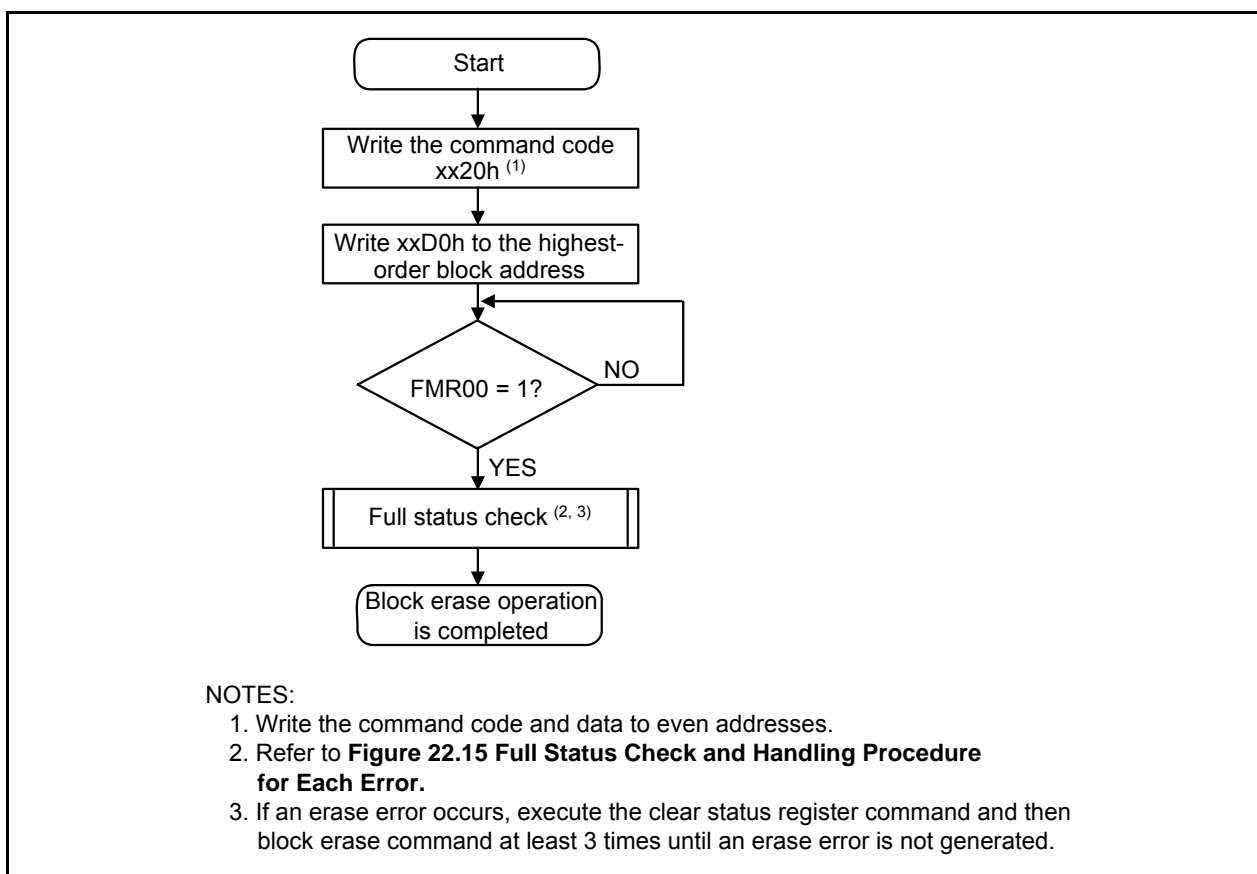 Start
Write the command code
xx20h (1)
Write xxD0h to the highest-
order block address
FMR00 = 1?
NO
YES
Full status check (2, 3)
Block erase operation
is completed
NOTES:
1. Write the command code and data to even addresses.
2. Refer to Figure 22.15 Full Status Check and Handling Procedure
for Each Error.
3. If an erase error occurs, execute the clear status register command and then
block erase command at least 3 times until an erase error is not generated.